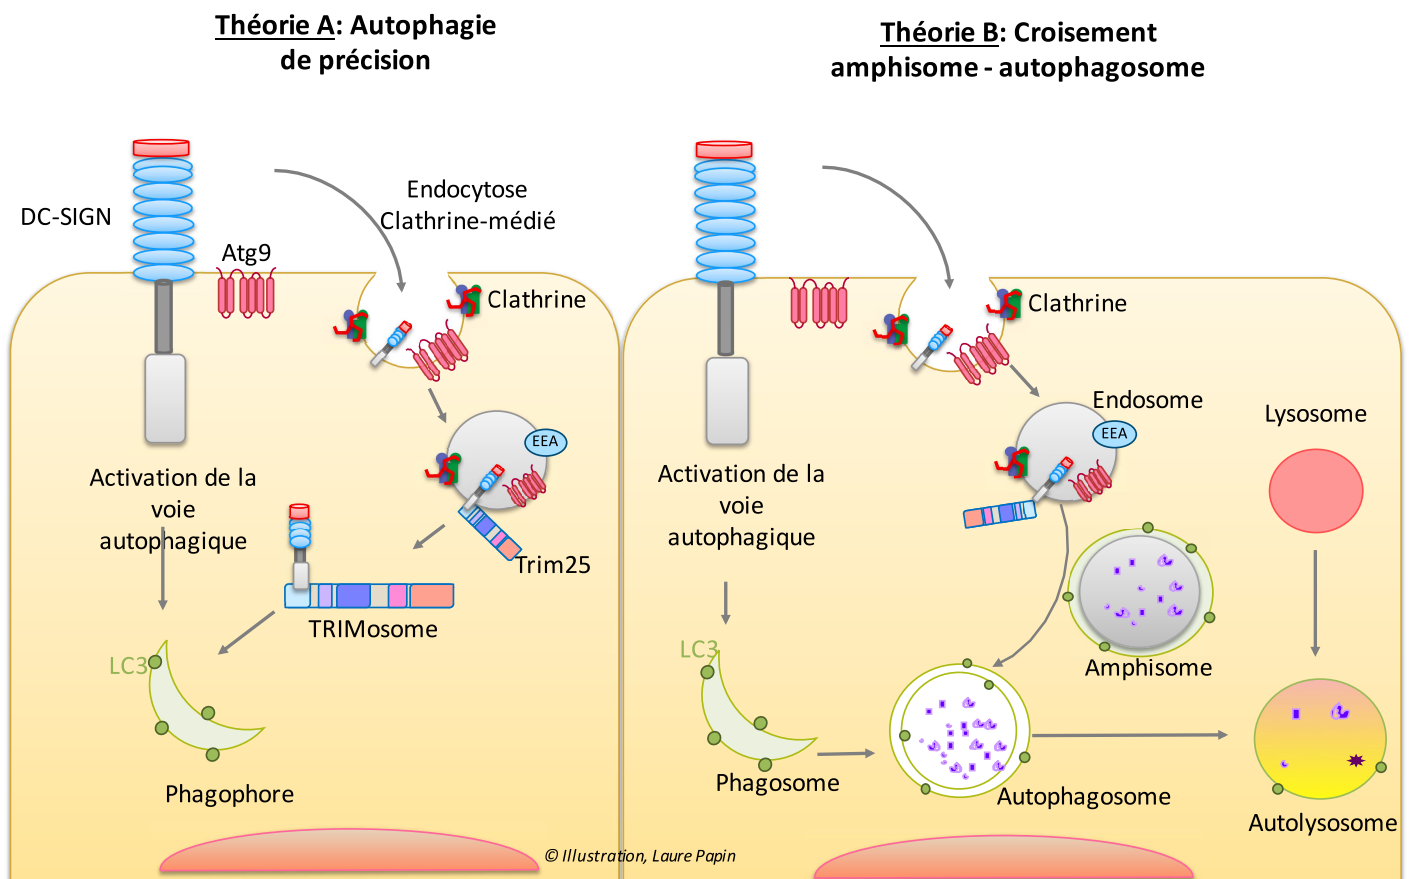 Théorie A: Autophagie
de précision
DC-SIGN
Atg9
Endocytose
Clathrine-médié
Clathrine
EEA
Activation de la
voie
autophagique
Trim25
TRIMosome
LC3
Phagophore
Théorie B: Croisement
amphisome - autophagosome
Clathrine
Endosome
EEA
Lysosome
Activation de la
voie
autophagique
Amphisome
LC3
Phagosome
Autophagosome
Autolysosome
© Illustration, Laure Papin